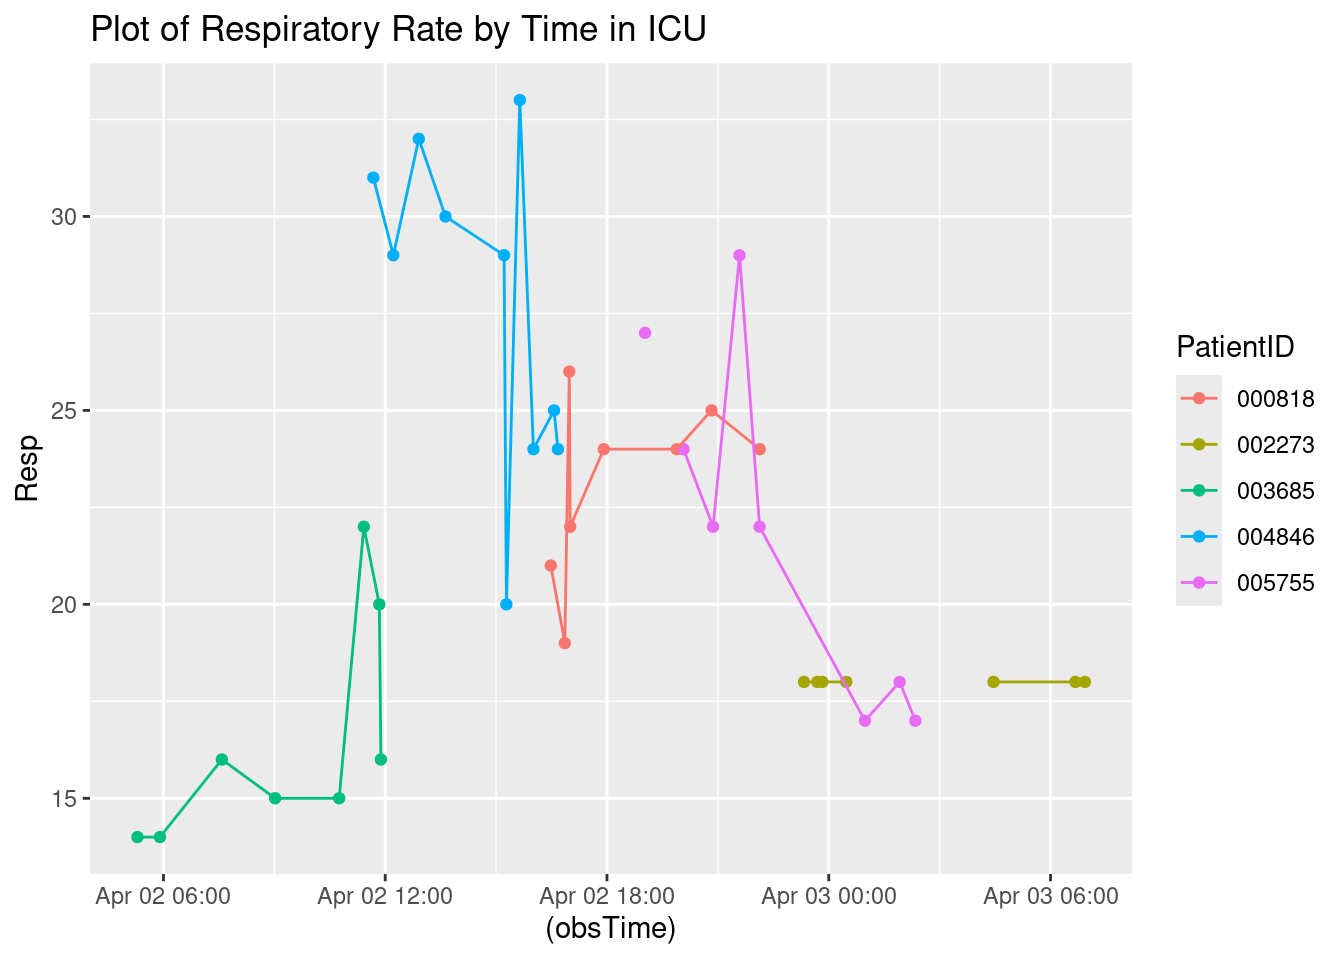 Plot of Respiratory Rate by Time in ICU
Resp
30
25
20
15
Apr 02 06:00 Apr 02 12:00 Apr 02 18:00 Apr 03 00:00 Apr 03 06:00
(obsTime)
PatientID
000818
002273
003685
004846
005755